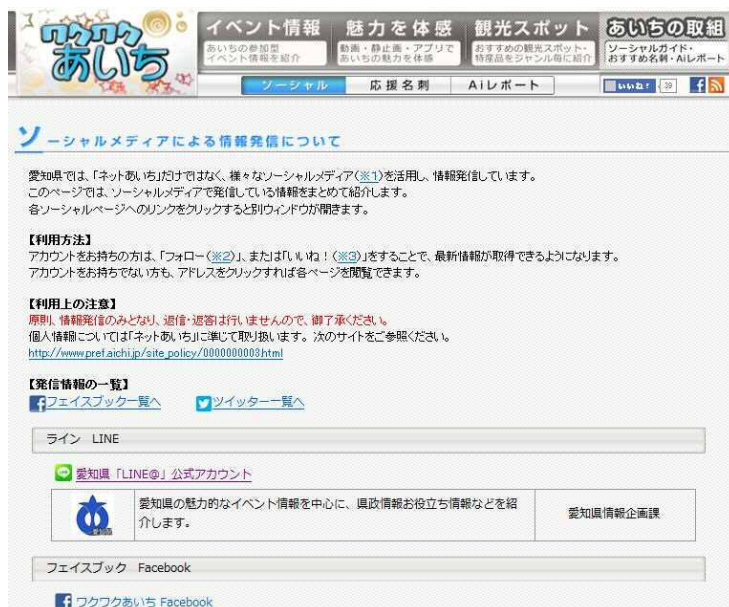 ワクワク
あいち
イベント情報
あいちの参加型
イベント情報を紹介
魅力を体感
動画・静止画・アプリで
あいちの魅力を体感
観光スポット
おすすめの観光スポット・
特産品をジャンル毎に紹介
あいちの取組
ソーシャルガイド・
おすすめ名刺・Aiレポート
ソーシャル 応援名刺 Aiレポート
いいね! 39
ソーシャルメディアによる情報発信について
愛知県では、「ネットあいち」だけではなく、様々なソーシャルメディア(※1)を活用し、情報発信しています。
このページでは、ソーシャルメディアで発信している情報をまとめて紹介します。
各ソーシャルページへのリンクをクリックすると別ウィンドウが開きます。
【利用方法】
アカウントをお持ちの方は、「フォロー(※2)」、または「いいね!(※3)」をすることで、最新情報が取得できるようになります。
アカウントをお持ちでない方も、アドレスをクリックすれば各ページを閲覧できます。
【利用上の注意】
原則、情報発信のみとなり、返信・返答は行いませんので、御了承ください。
個人情報については「ネットあいち」に準じて取り扱います。次のサイトをご参照ください。
http://www.pref.aichi.jp/site_policy/0000000003.html
【発信情報の一覧】
フェイスブック一覧へ ツイッター一覧へ
ライン LINE
愛知県「LINE@」公式アカウント
愛知県の魅力的なイベント情報を中心に、県政情報お役立ち情報などを紹
介します。
愛知県情報企画課
フェイスブック Facebook
ワクワクあいち Facebook